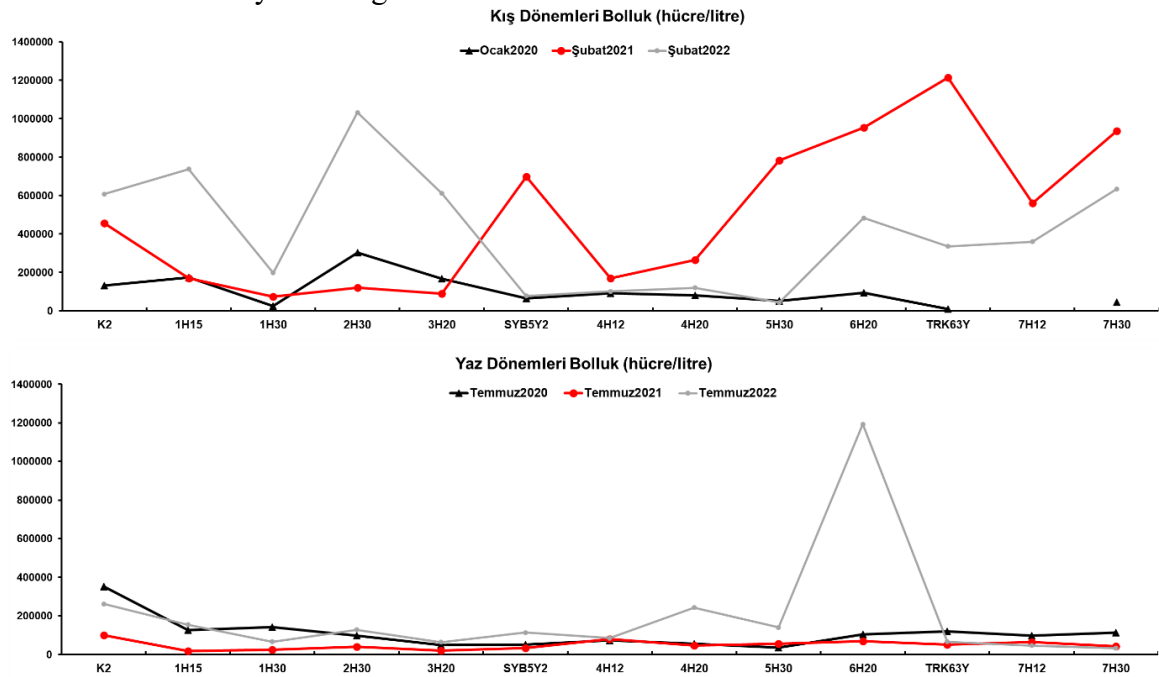 Kış Dönemleri Bolluk (hücre/litre)
Ocak2020 Şubat2021 Şubat2022
1400000
1200000
1000000
800000
600000
400000
200000
0
K2 1H15 1H30 2H30 3H20 SYB5Y2 4H12 4H20 5H30 6H20 TRK63Y 7H12 7H30
Yaz Dönemleri Bolluk (hücre/litre)
Temmuz2020 Temmuz2021 Temmuz2022
1400000
1200000
1000000
800000
600000
400000
200000
0
K2 1H15 1H30 2H30 3H20 SYB5Y2 4H12 4H20 5H30 6H20 TRK63Y 7H12 7H30